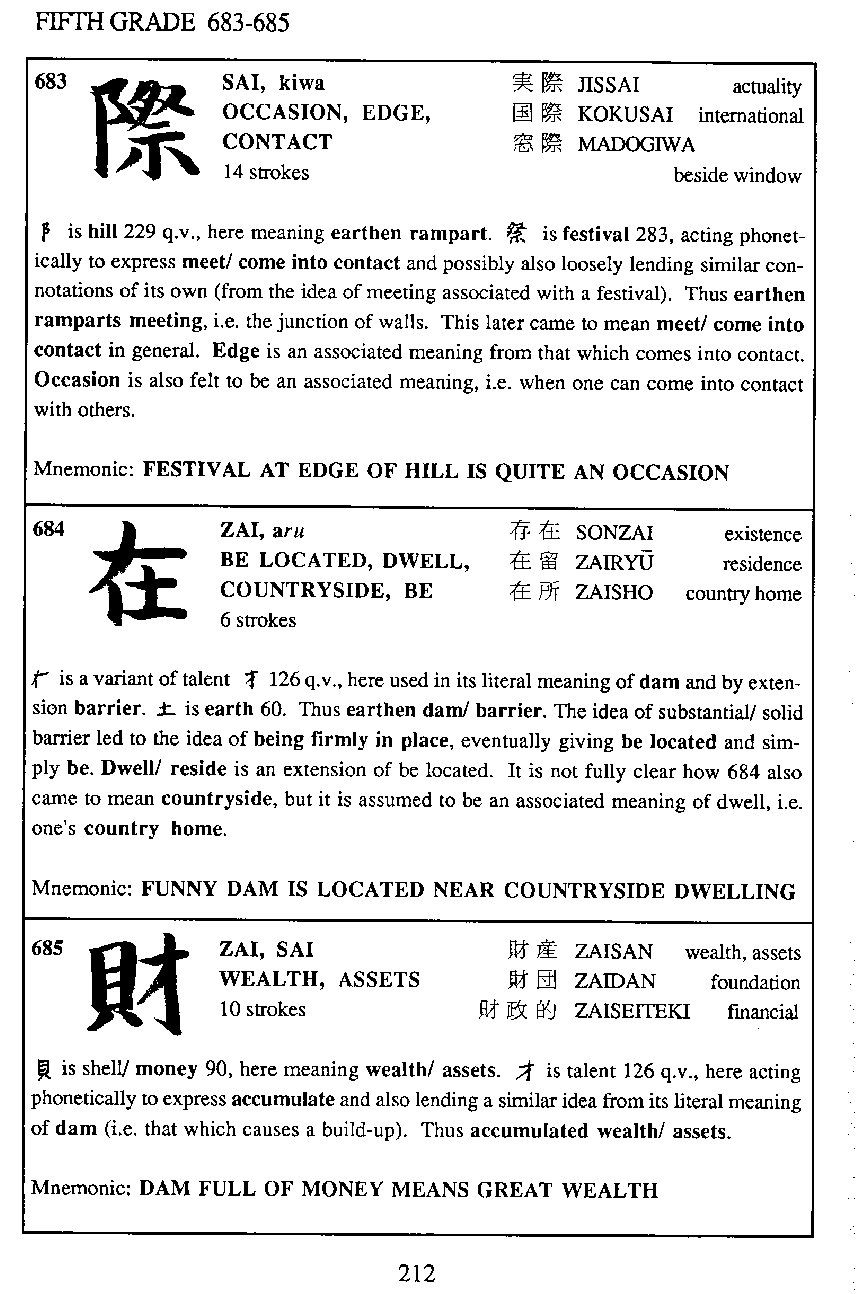 FIFTH GRADE 683-685
683 際 SAI, kiwa 実際 JISSAI actuality
OCCASION, EDGE, 国際 KOKUSAI international
CONTACT 窓際 MADOGIWA
14 strokes beside window
阝 is hill 229 q.v., here meaning earthen rampart. 祭 is festival 283, acting phonet-
ically to express meet/ come into contact and possibly also loosely lending similar con-
notations of its own (from the idea of meeting associated with a festival). Thus earthen
ramparts meeting, i.e. the junction of walls. This later came to mean meet/ come into
contact in general. Edge is an associated meaning from that which comes into contact.
Occasion is also felt to be an associated meaning, i.e. when one can come into contact
with others.
Mnemonic: FESTIVAL AT EDGE OF HILL IS QUITE AN OCCASION
684 在 ZAI, aru 存在 SONZAI existence
BE LOCATED, DWELL, 在留 ZAIRYŪ residence
COUNTRYSIDE, BE 在所 ZAISHO country home
6 strokes
is a variant of talent 才 126 q.v., here used in its literal meaning of dam and by exten-
sion barrier. 土 is earth 60. Thus earthen dam/ barrier. The idea of substantial/ solid
barrier led to the idea of being firmly in place, eventually giving be located and sim-
ply be. Dwell/ reside is an extension of be located. It is not fully clear how 684 also
came to mean countryside, but it is assumed to be an associated meaning of dwell, i.e.
one's country home.
Mnemonic: FUNNY DAM IS LOCATED NEAR COUNTRYSIDE DWELLING
685 財 ZAI, SAI 財産 ZAISAN wealth, assets
WEALTH, ASSETS 財団 ZAIDAN foundation
10 strokes 財政的 ZAISEITEKI financial
貝 is shell/ money 90, here meaning wealth/ assets. 才 is talent 126 q.v., here acting
phonetically to express accumulate and also lending a similar idea from its literal meaning
of dam (i.e. that which causes a build-up). Thus accumulated wealth/ assets.
Mnemonic: DAM FULL OF MONEY MEANS GREAT WEALTH
212